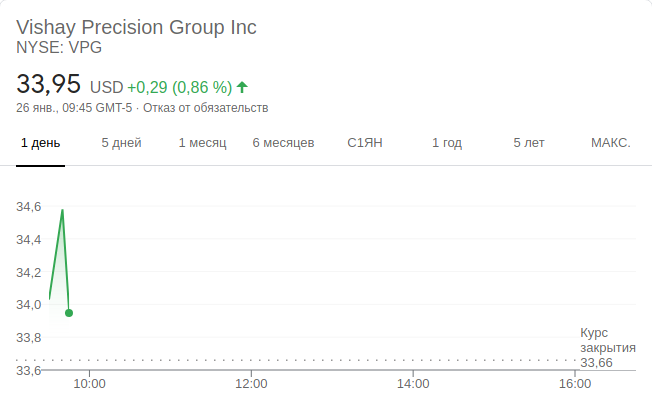 Vishay Precision Group Inc
NYSE: VPG
33,95 USD +0,29 (0,86 %)
26 янв., 09:45 GMT-5 · Отказ от обязательств
1 день 5 дней 1 месяц 6 месяцев С1ЯН 1 год 5 лет МАКС.
34,6
34,4
34,2
34,0
33,8
33,6
Курс
закрытия
33,66
10:00 12:00 14:00 16:00